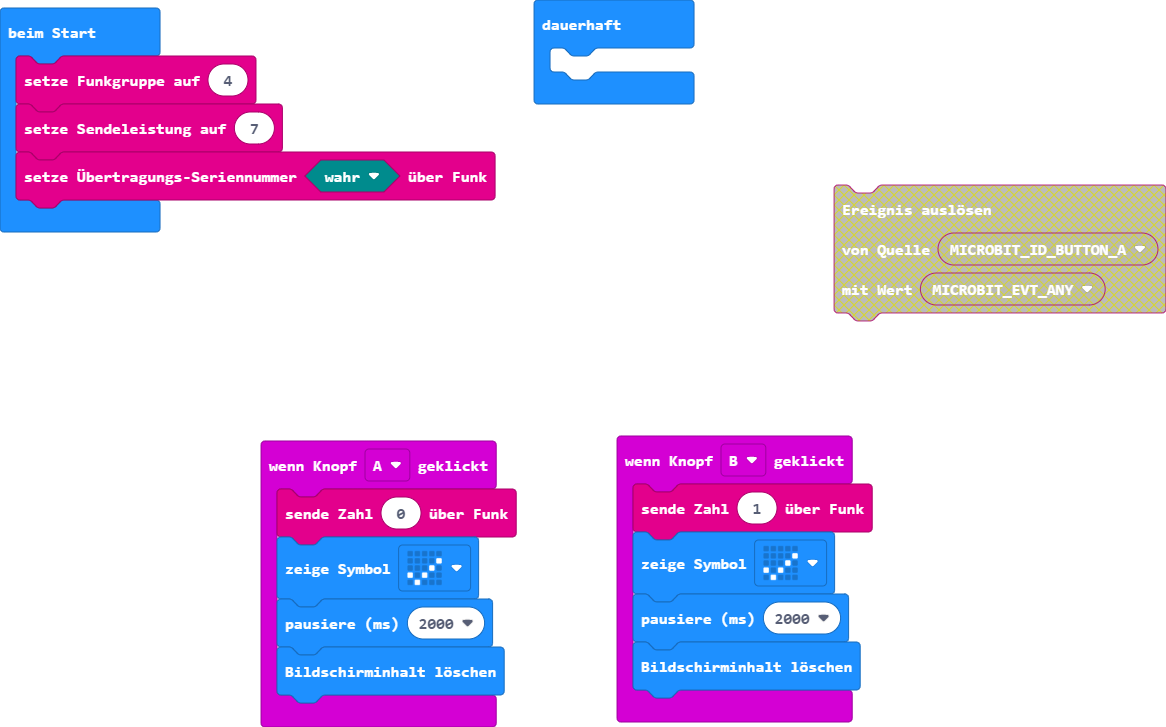 beim Start
setze Funkgruppe auf 4
setze Sendeleistung auf 7
setze Übertragungs-Seriennummer wahr über Funk
dauerhaft
Ereignis auslösen
von Quelle MICROBIT_ID_BUTTON_A
mit Wert MICROBIT_EVT_ANY
wenn Knopf A geklickt
sende Zahl 0 über Funk
zeige Symbol
pausiere (ms) 2000
Bildschirminhalt löschen
wenn Knopf B geklickt
sende Zahl 1 über Funk
zeige Symbol
pausiere (ms) 2000
Bildschirminhalt löschen